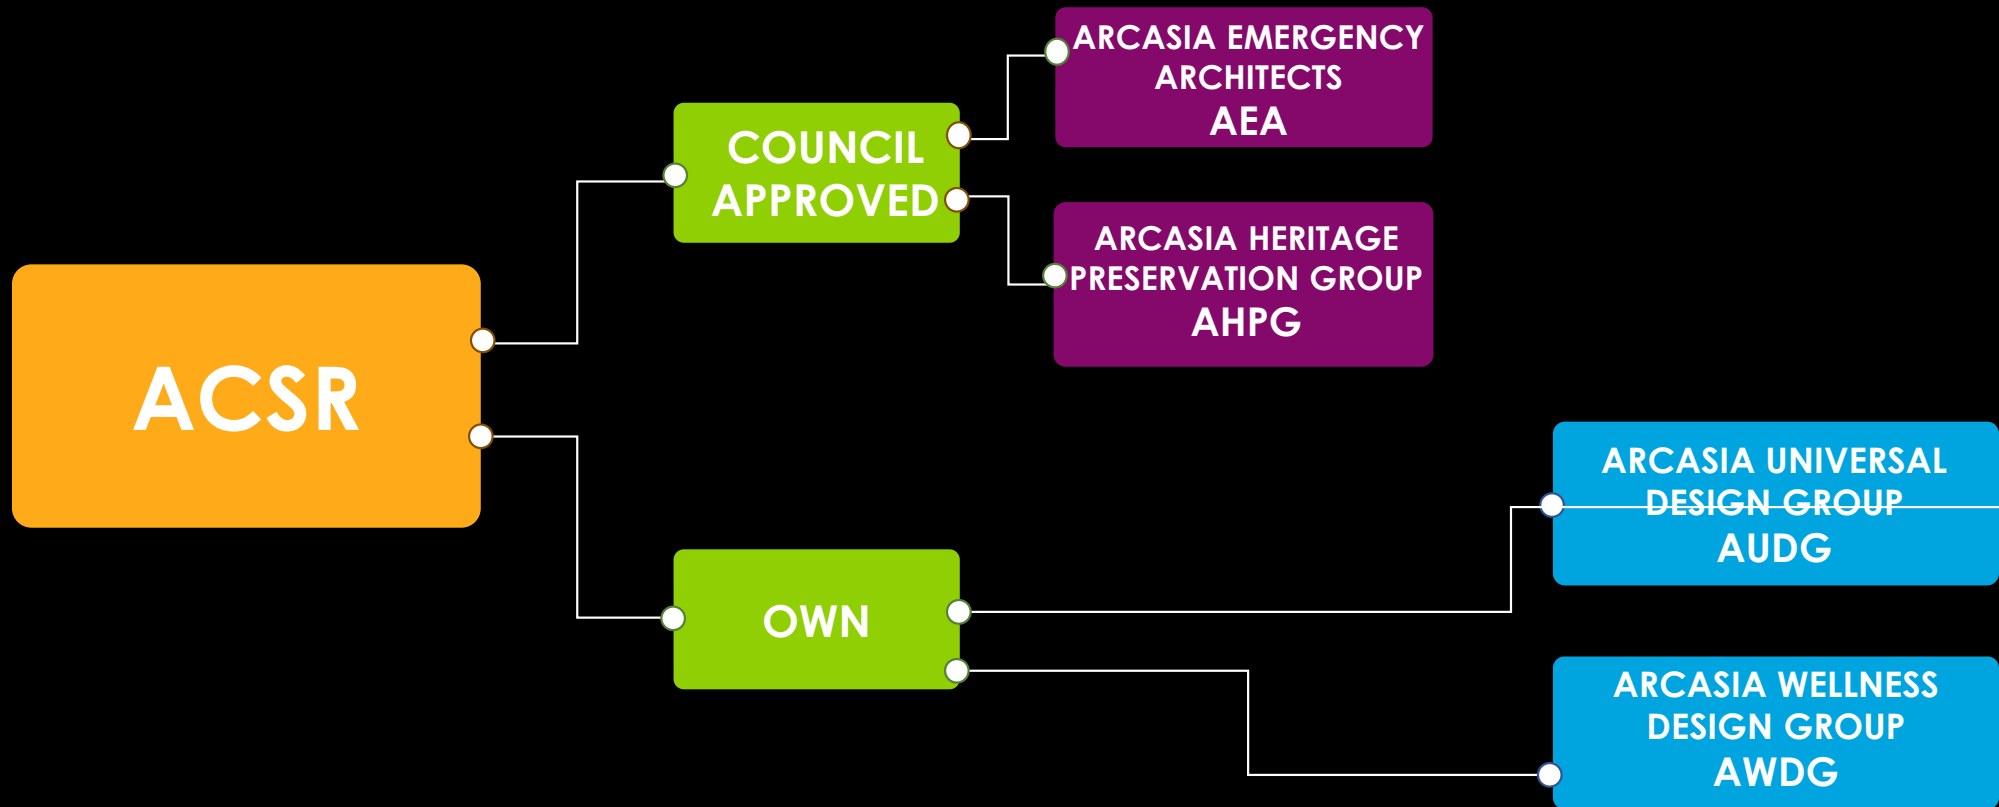 ACSR
COUNCIL
APPROVED
ARCASIA EMERGENCY
ARCHITECTS
AEA
ARCASIA HERITAGE
PRESERVATION GROUP
AHPG
OWN
ARCASIA UNIVERSAL
DESIGN GROUP
AUDG
ARCASIA WELLNESS
DESIGN GROUP
AWDG